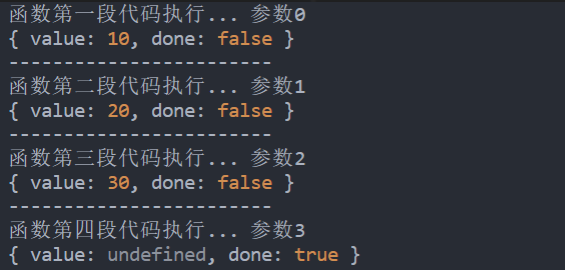 函数第一段代码执行... 参数0
{ value: 10, done: false }
------------------------
函数第二段代码执行... 参数1
{ value: 20, done: false }
------------------------
函数第三段代码执行... 参数2
{ value: 30, done: false }
------------------------
函数第四段代码执行... 参数3
{ value: undefined, done: true }